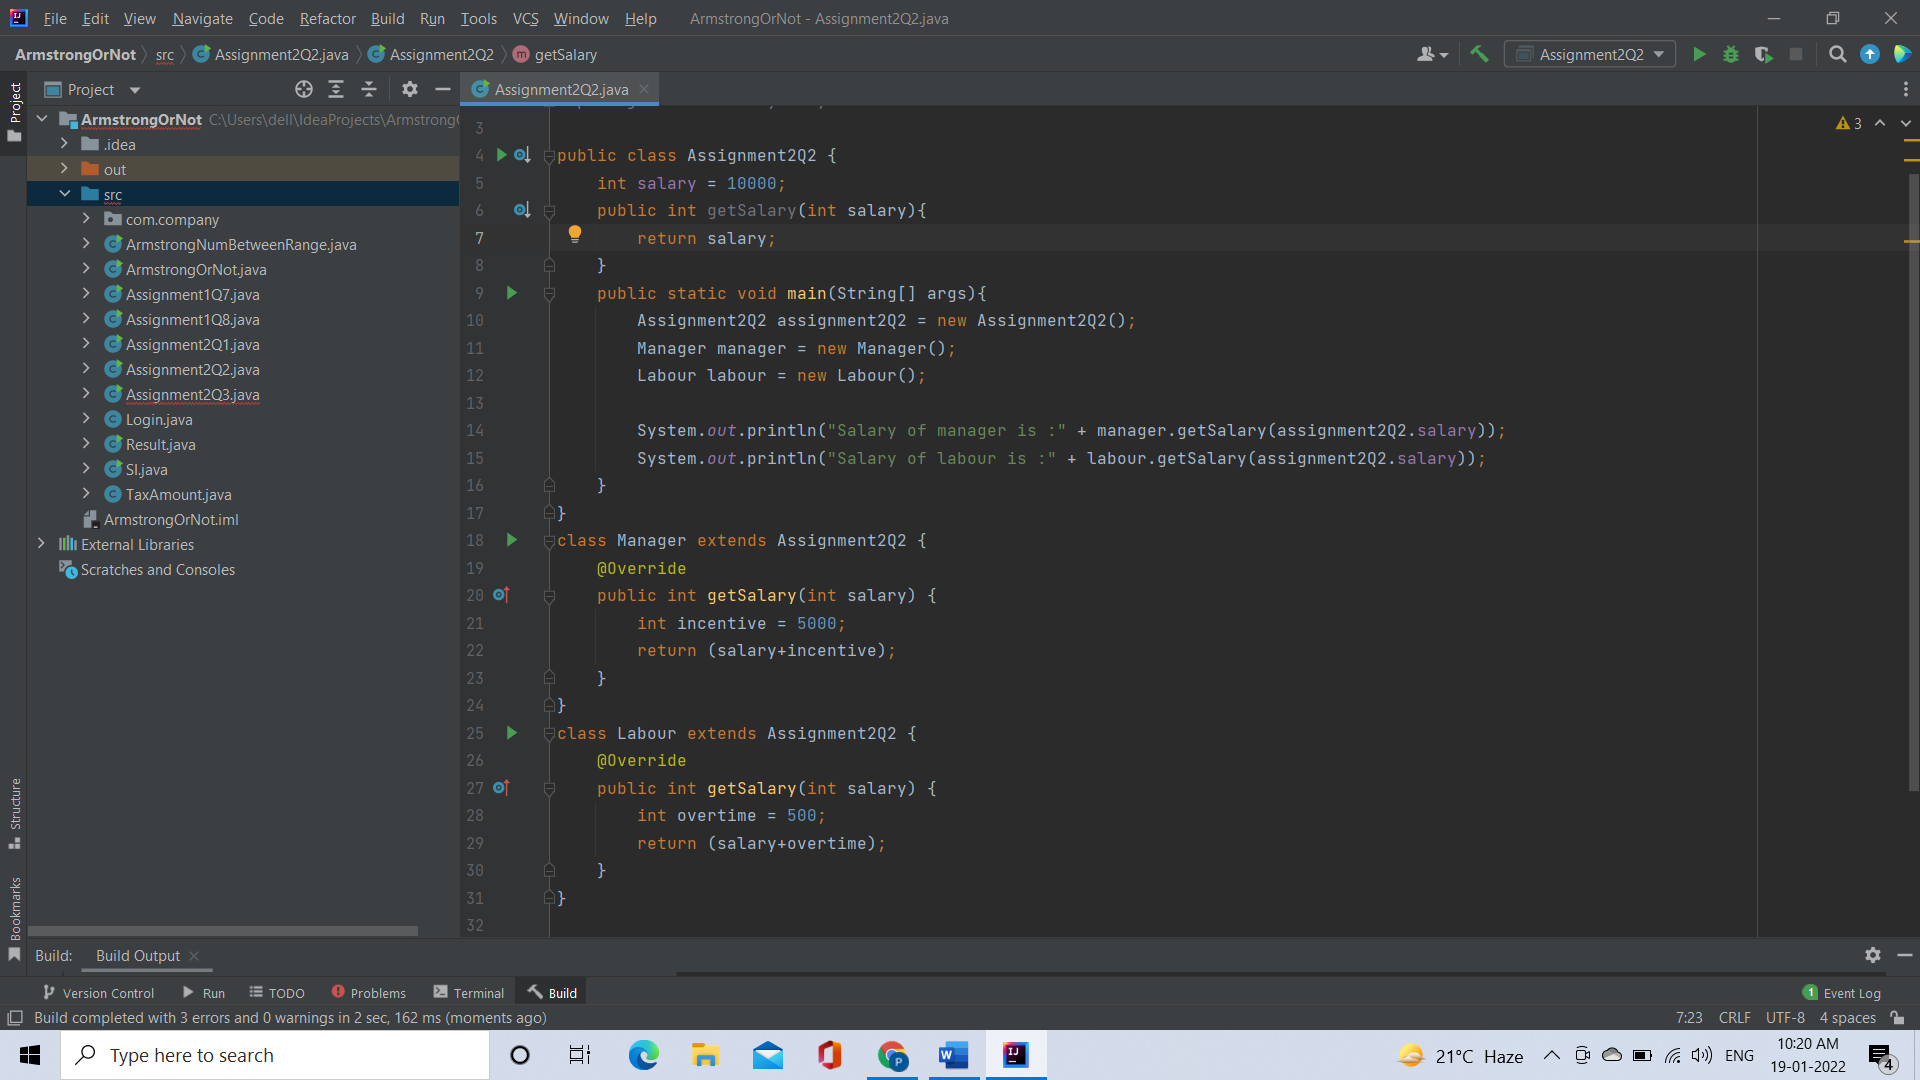 File Edit View Navigate Code Refactor Build Run Tools VCS Window Help ArmstrongOrNot - Assignment2Q2.java
ArmstrongOrNot src Assignment2Q2.java Assignment2Q2 getSalary Assignment2Q2
Project
Project
ArmstrongOrNot C:\Users\dell\IdeaProjects\Armstrong
.idea
out
src
com.company
ArmstrongNumBetweenRange.java
ArmstrongOrNot.java
Assignment1Q7.java
Assignment1Q8.java
Assignment2Q1.java
Assignment2Q2.java
Assignment2Q3.java
Login.java
Result.java
SI.java
TaxAmount.java
ArmstrongOrNot.iml
External Libraries
Scratches and Consoles
Structure
Bookmarks
Assignment2Q2.java
3
3
4 public class Assignment2Q2 {
5 int salary = 10000;
6 public int getSalary(int salary){
7 return salary;
8 }
9 public static void main(String[] args){
10 Assignment2Q2 assignment2Q2 = new Assignment2Q2();
11 Manager manager = new Manager();
12 Labour labour = new Labour();
13
14 System.out.println("Salary of manager is :" + manager.getSalary(assignment2Q2.salary));
15 System.out.println("Salary of labour is :" + labour.getSalary(assignment2Q2.salary));
16 }
17 }
18 class Manager extends Assignment2Q2 {
19 @Override
20 public int getSalary(int salary) {
21 int incentive = 5000;
22 return (salary+incentive);
23 }
24 }
25 class Labour extends Assignment2Q2 {
26 @Override
27 public int getSalary(int salary) {
28 int overtime = 500;
29 return (salary+overtime);
30 }
31 }
32
Build: Build Output
Version Control Run TODO Problems Terminal Build 1 Event Log
Build completed with 3 errors and 0 warnings in 2 sec, 162 ms (moments ago) 7:23 CRLF UTF-8 4 spaces
Type here to search 21°C Haze ENG 10:20 AM
19-01-2022 4